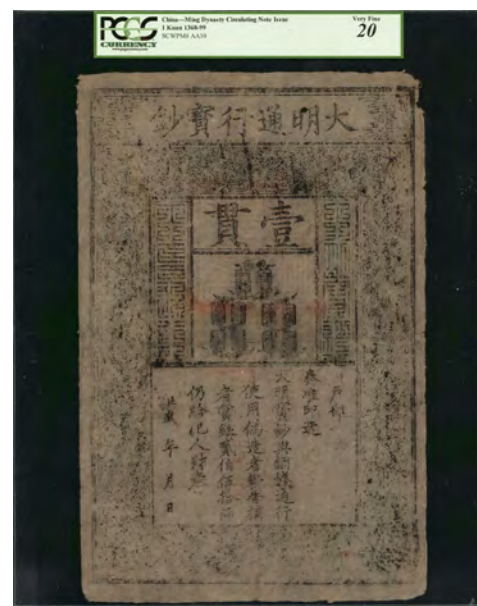 PCGS
CURRENCY
China—Ming Dynasty Circulating Note Issue
1 Kuan 1368-99
SCWPM# AA10
Very Fine
20
大明通行寶鈔
壹貫
戶部
奏准印造
大明寶鈔與銅錢通行
使用偽造者斬告捕
者賞銀貳佰伍拾兩
仍給犯人財產
洪武 年 月 日